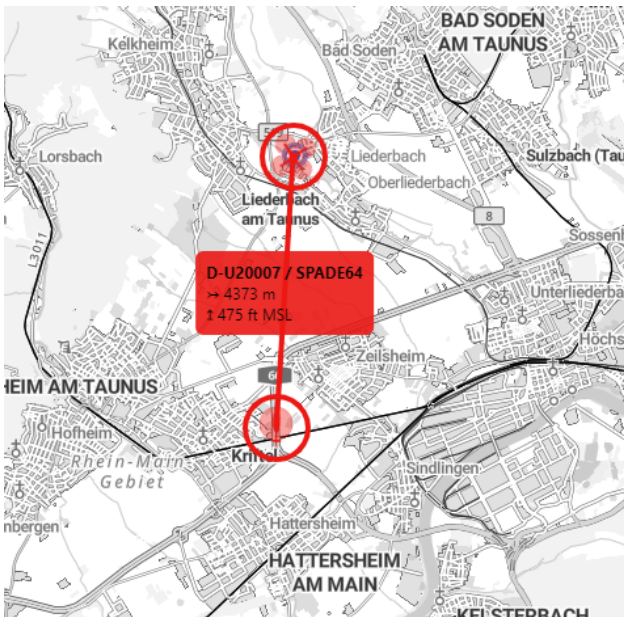 BAD SODEN
AM TAUNUS
Kelkheim
Bad Soden
Lorsbach
Liederbach
Sulzbach (Tau
Oberliederbach
Liederbach
am Taunus
8
L3011
Sossenh
D-U20007 / SPADE64
↣ 4373 m
↥ 475 ft MSL
Unterliederba
Höchs
Zeilsheim
66
HEIM AM TAUNUS
Hofheim
Kriftel
Rhein-Main-
Gebiet
Sindlingen
nbergen
Hattersheim
HATTERSHEIM
AM MAIN
KELSTERBACH